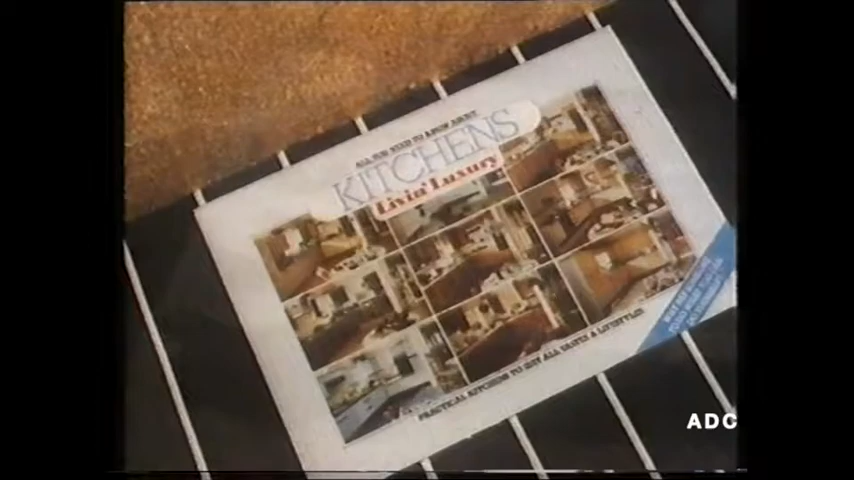 ALL YOU NEED TO KNOW ABOUT
KITCHENS
Livin' Luxury
PRACTICAL KITCHENS TO SUIT ALL TASTES & LIFESTYLES
ADC